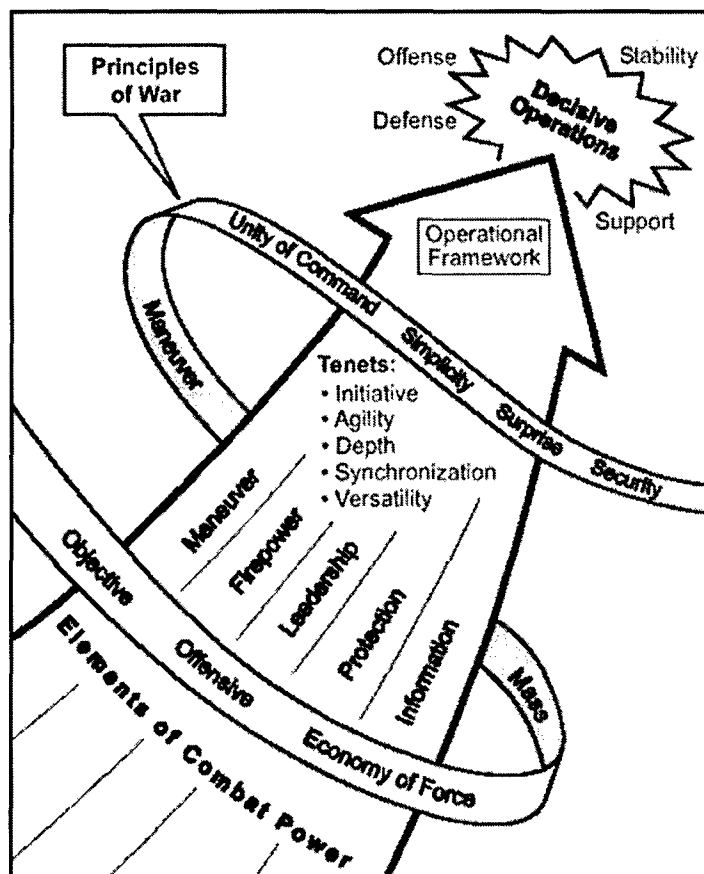 Principles
of War
Offense
Stability
Defense
Decisive
Operations
Support
Operational
Framework
Unity of Command Simplicity Surprise Security
Maneuver
Tenets:
• Initiative
• Agility
• Depth
• Synchronization
• Versatility
Maneuver
Firepower
Leadership
Protection
Information
Mass
Objective Offensive Economy of Force
Elements of Combat Power